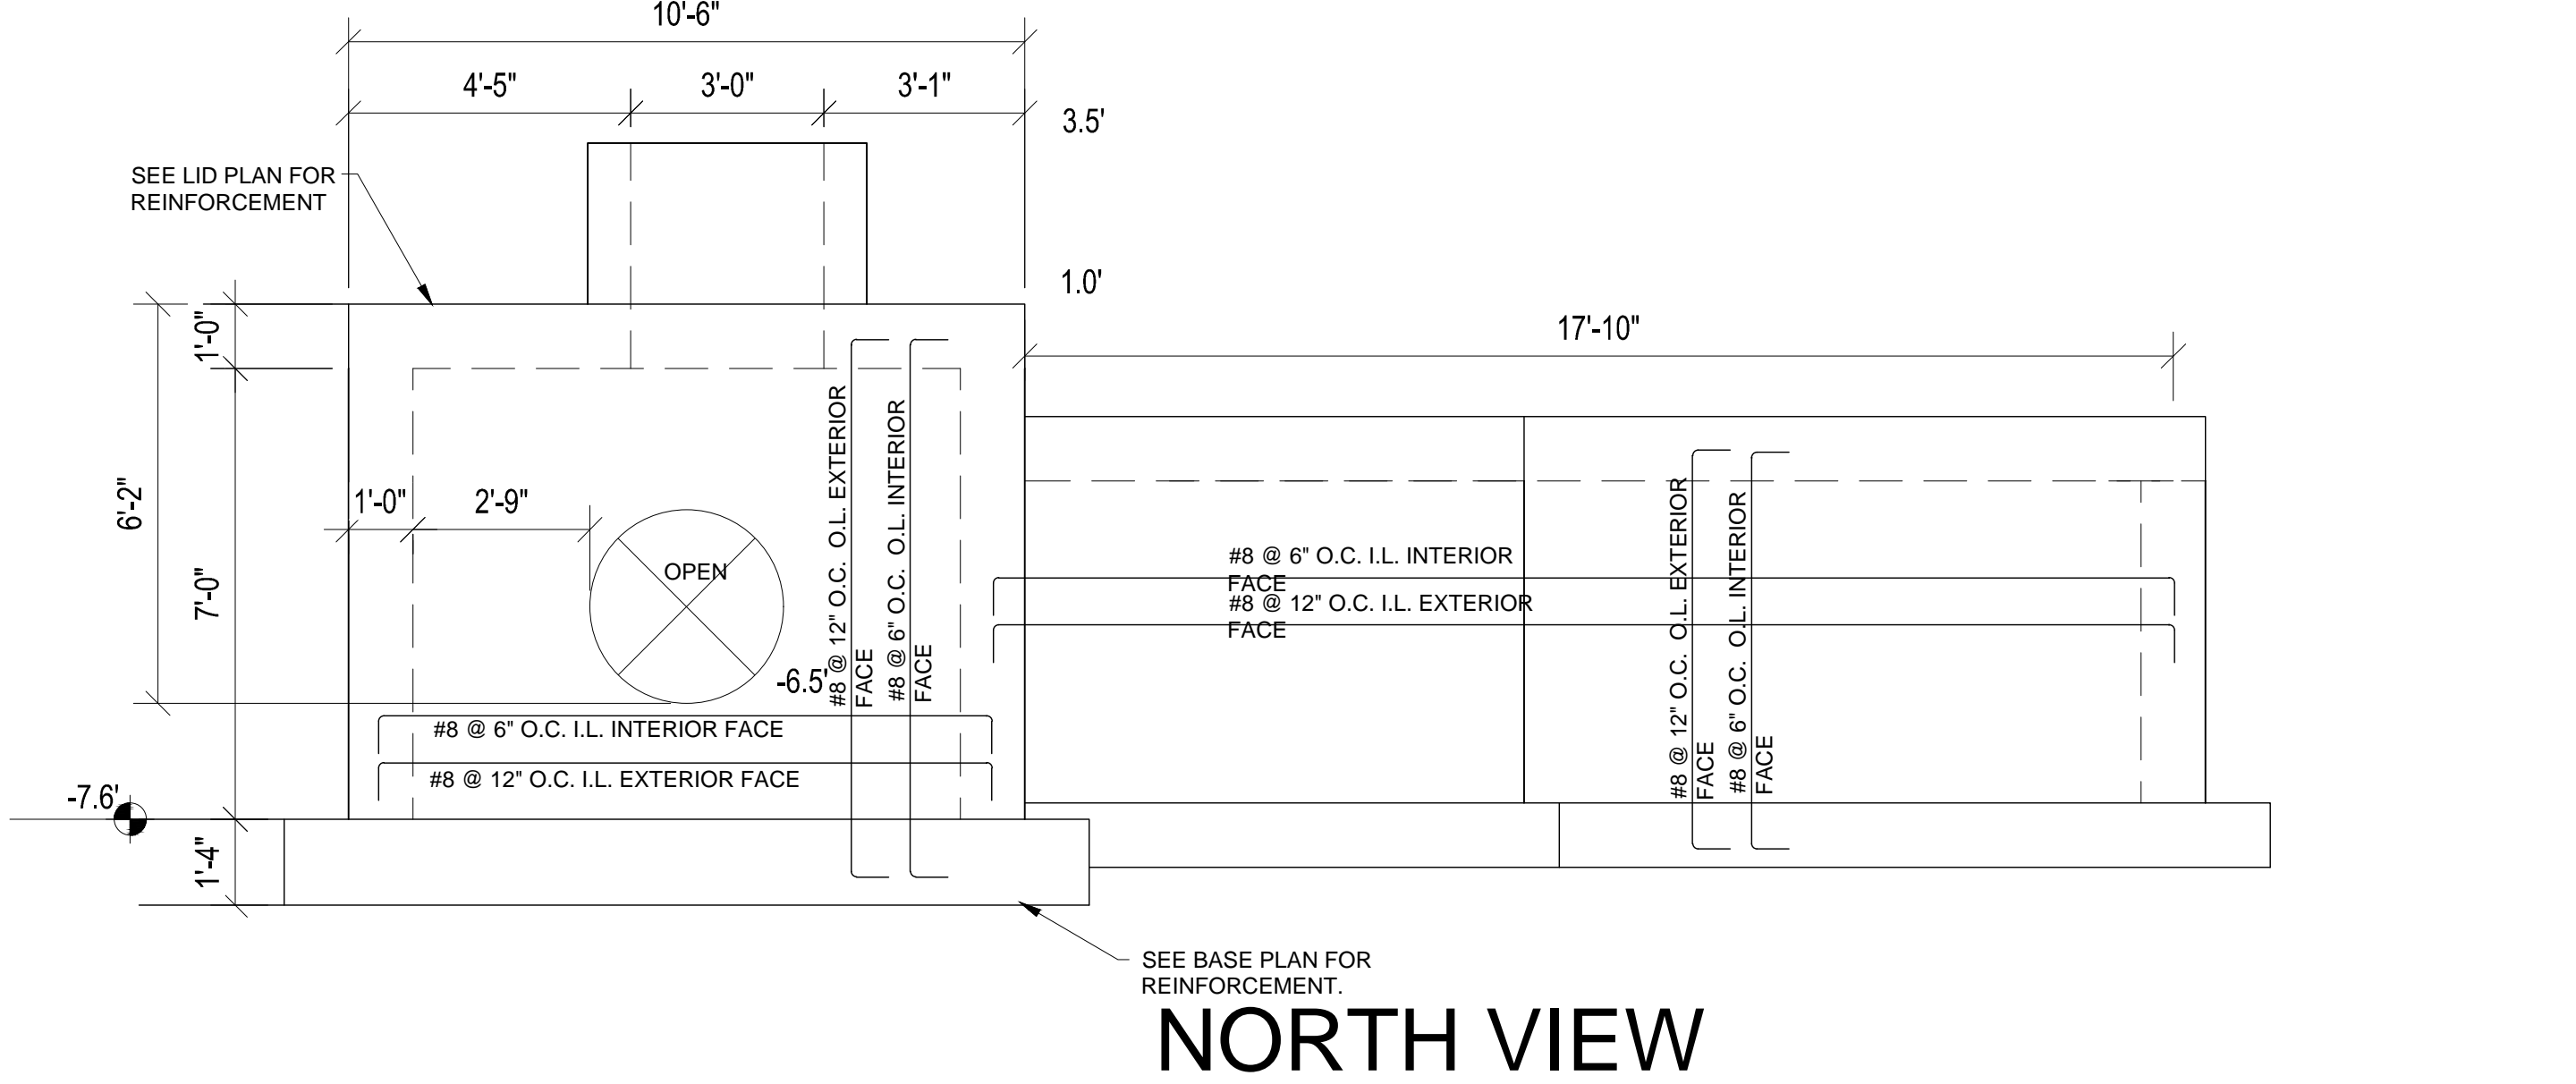 10'-6"
4'-5"
3'-0"
3'-1"
3.5'
SEE LID PLAN FOR
REINFORCEMENT
1.0'
1'-0"
17'-10"
6'-2"
7'-0"
1'-0"
2'-9"
OPEN
#8 @ 12" O.C.  O.L. EXTERIOR
FACE
#8 @ 6" O.C.  O.L. INTERIOR
FACE
#8 @ 6" O.C. I.L. INTERIOR
FACE
#8 @ 12" O.C. I.L. EXTERIOR
FACE
#8 @ 12" O.C.  O.L. EXTERIOR
FACE
#8 @ 6" O.C.  O.L. INTERIOR
FACE
-6.5'
#8 @ 6" O.C. I.L. INTERIOR FACE
#8 @ 12" O.C. I.L. EXTERIOR FACE
-7.6'
1'-4"
SEE BASE PLAN FOR
REINFORCEMENT.
NORTH VIEW